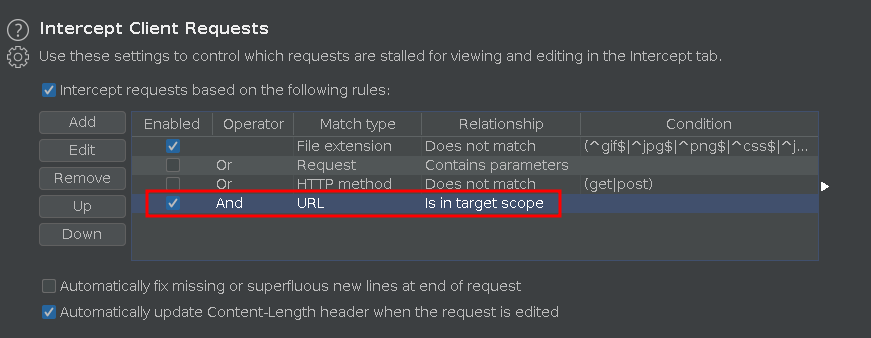 Intercept Client Requests
Use these settings to control which requests are stalled for viewing and editing in the Intercept tab.
Intercept requests based on the following rules:
Add
Edit
Remove
Up
Down
Enabled Operator Match type Relationship Condition
File extension Does not match (^gif$|^jpg$|^png$|^css$|^j...
Or Request Contains parameters
Or HTTP method Does not match (get|post)
And URL Is in target scope
Automatically fix missing or superfluous new lines at end of request
Automatically update Content-Length header when the request is edited